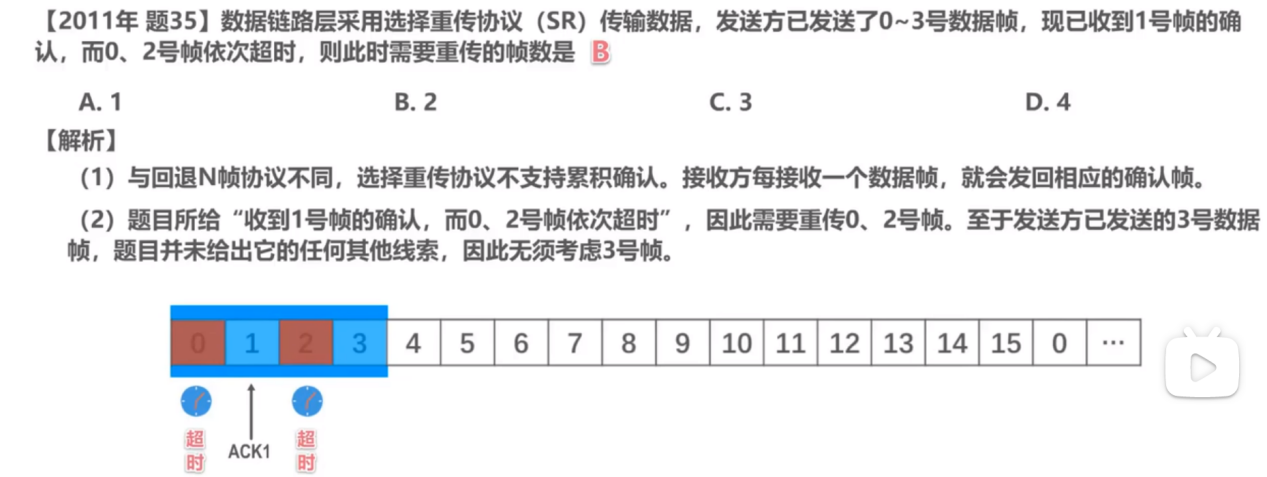 【2011年 题35】数据链路层采用选择重传协议（SR）传输数据，发送方已发送了0~3号数据帧，现已收到1号帧的确
认，而0、2号帧依次超时，则此时需要重传的帧数是 B
A. 1 B. 2 C. 3 D. 4
【解析】
（1）与回退N帧协议不同，选择重传协议不支持累积确认。接收方每接收一个数据帧，就会发回相应的确认帧。
（2）题目所给“收到1号帧的确认，而0、2号帧依次超时”，因此需要重传0、2号帧。至于发送方已发送的3号数据
帧，题目并未给出它的任何其他线索，因此无须考虑3号帧。
0 1 2 3 4 5 6 7 8 9 10 11 12 13 14 15 0 ···
超时 ACK1 超时